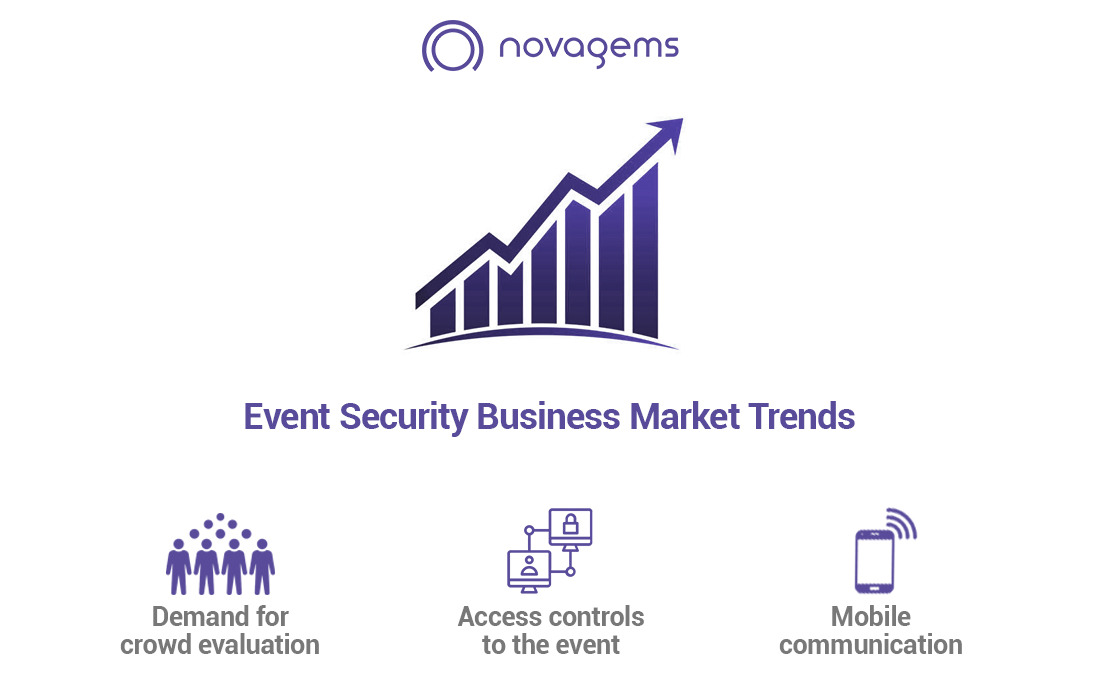 novagems
Event Security Business Market Trends
Demand for
crowd evaluation
Access controls
to the event
Mobile
communication